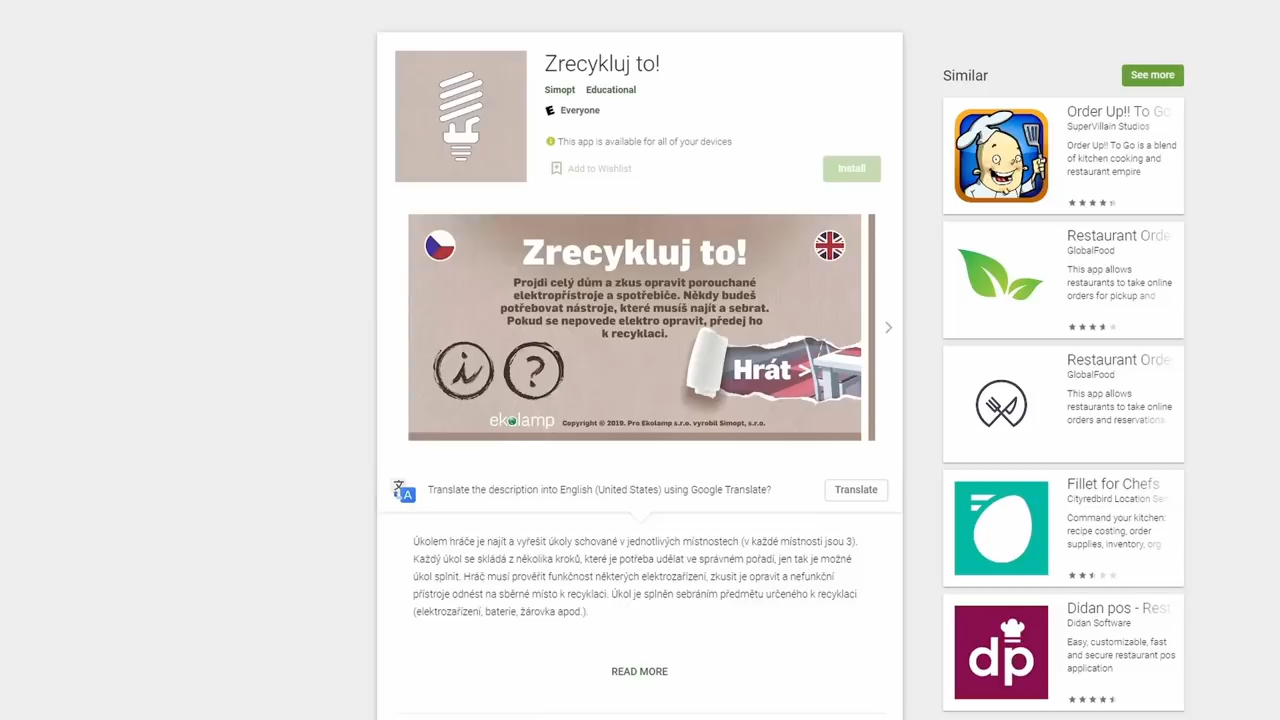 Zrecykluj to!
Simopt Educational
Everyone
This app is available for all of your devices
Add to Wishlist
Install
Zrecykluj to!
Projdi celý dům a zkus opravit porouchané
elektropřístroje a spotřebiče. Někdy budeš
potřebovat nástroje, které musíš najít a sebrat.
Pokud se nepovede elektro opravit, předej ho
k recyklaci.
i ?
Hrát >
ekolamp
Copyright © 2019. Pro Ekolamp s.r.o. vyrobil Simopt, s.r.o.
文 A
Translate the description into English (United States) using Google Translate?
Translate
Úkolem hráče je najít a vyřešit úkoly schované v jednotlivých místnostech (v každé místnosti jsou 3).
Každý úkol se skládá z několika kroků, které je potřeba udělat ve správném pořadí, jen tak je možné
úkol splnit. Hráč musí prověřit funkčnost některých elektrozařízení, zkusit je opravit a nefunkční
přístroje odnést na sběrné místo k recyklaci. Úkol je splněn sebráním předmětu určeného k recyklaci
(elektrozařízení, baterie, žárovka apod.).
READ MORE
Similar
See more
Order Up!! To Go
SuperVillain Studios
Order Up!! To Go is a blend
of kitchen cooking and
restaurant empire
Restaurant Orde
GlobalFood
This app allows
restaurants to take online
orders for pickup and
Restaurant Orde
GlobalFood
This app allows
restaurants to take online
orders and reservations
Fillet for Chefs
Cityredbird Location Ser
Command your kitchen:
recipe costing, order
supplies, inventory, org
dp
Didan pos - Rest
Didan Software
Easy, customizable, fast
and secure restaurant pos
application